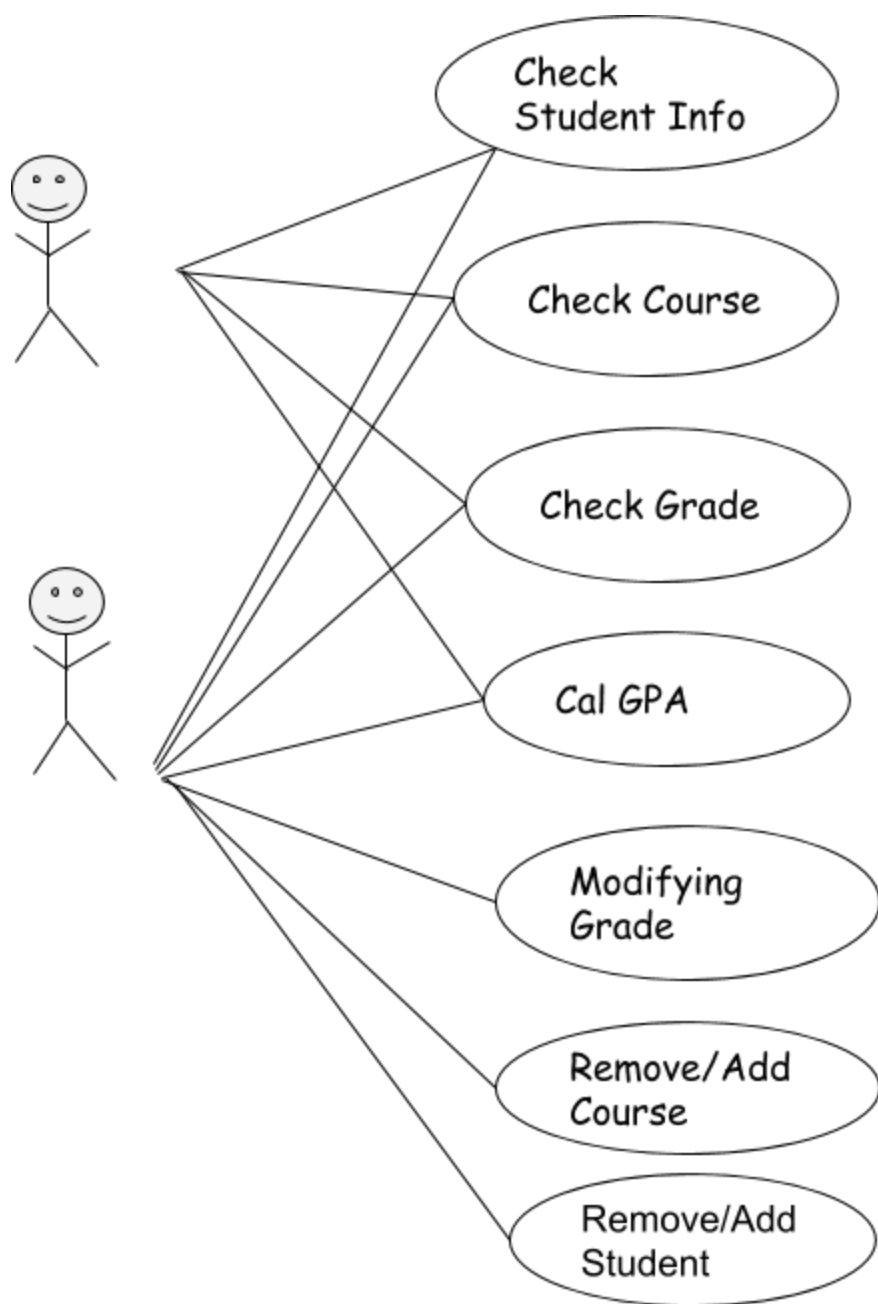 Check
Student Info
Check Course
Check Grade
Cal GPA
Modifying
Grade
Remove/Add
Course
Remove/Add
Student